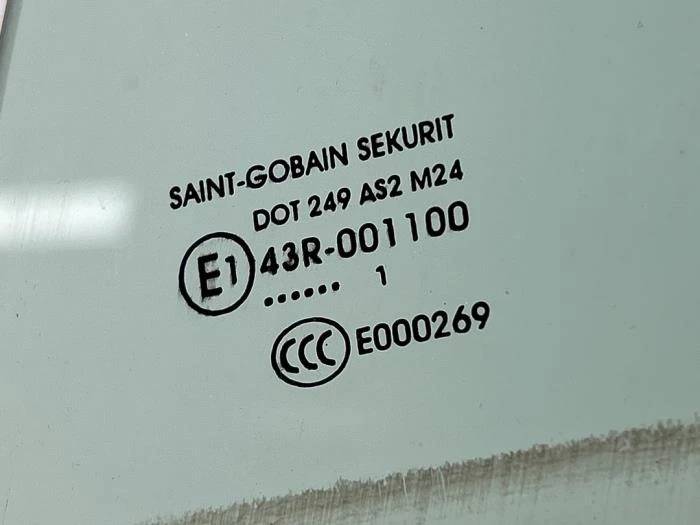 SAINT-GOBAIN SEKURIT
DOT 249 AS2 M24
E1 43R-001100
...... 1
CCC E000269